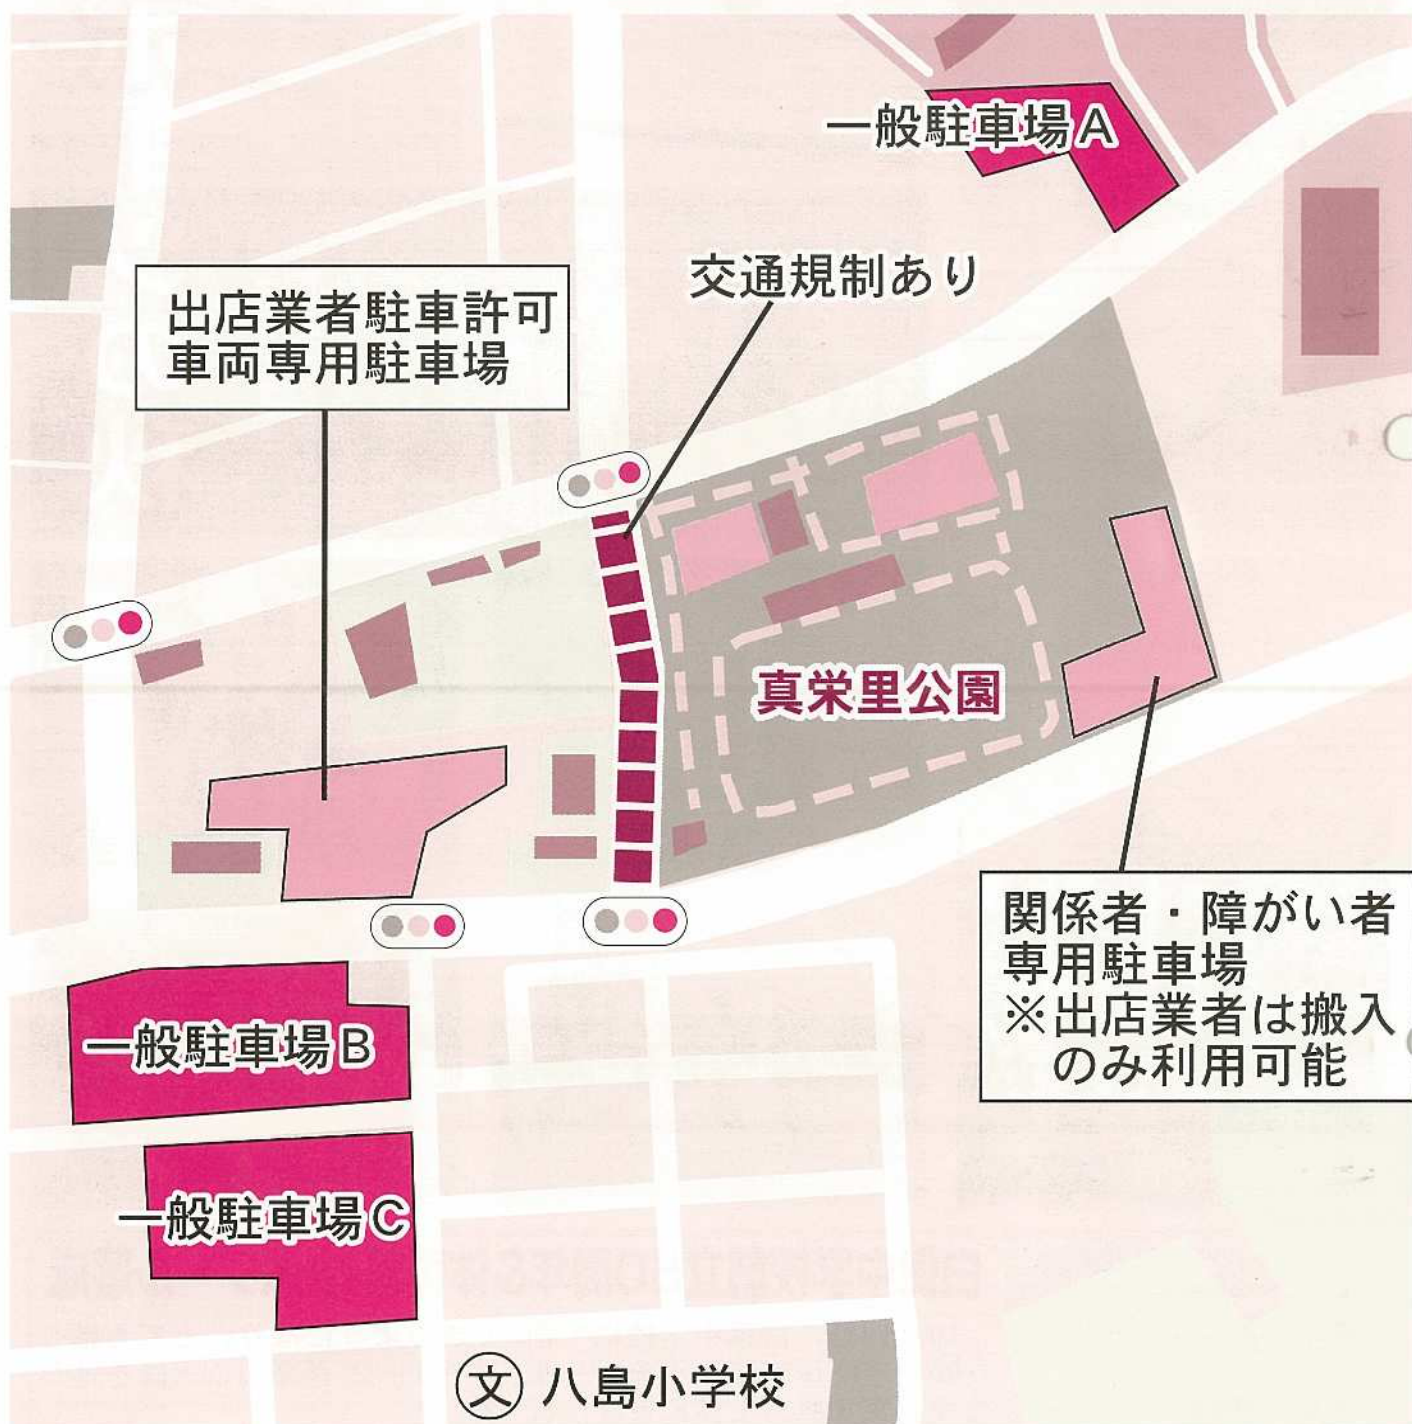 一般駐車場A
交通規制あり
出店業者駐車許可
車両専用駐車場
真栄里公園
関係者・障がい者
専用駐車場
※出店業者は搬入
のみ利用可能
一般駐車場B
一般駐車場C
文 八島小学校